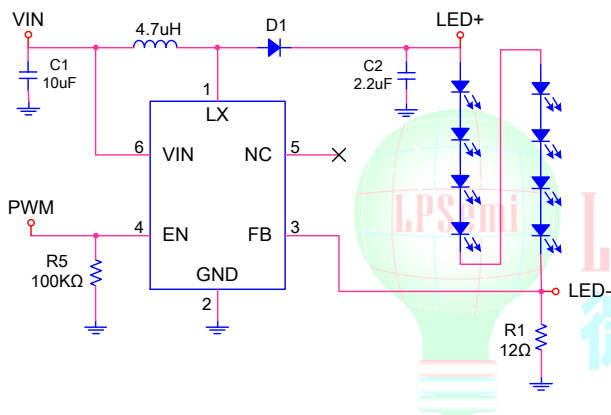 VIN
4.7uH
D1
LED+
C1
10uF
C2
2.2uF
1
LX
6
VIN
NC
5
PWM
4
EN
FB
3
LPSemi
R5
100KΩ
GND
2
LED-
L
R1
12Ω